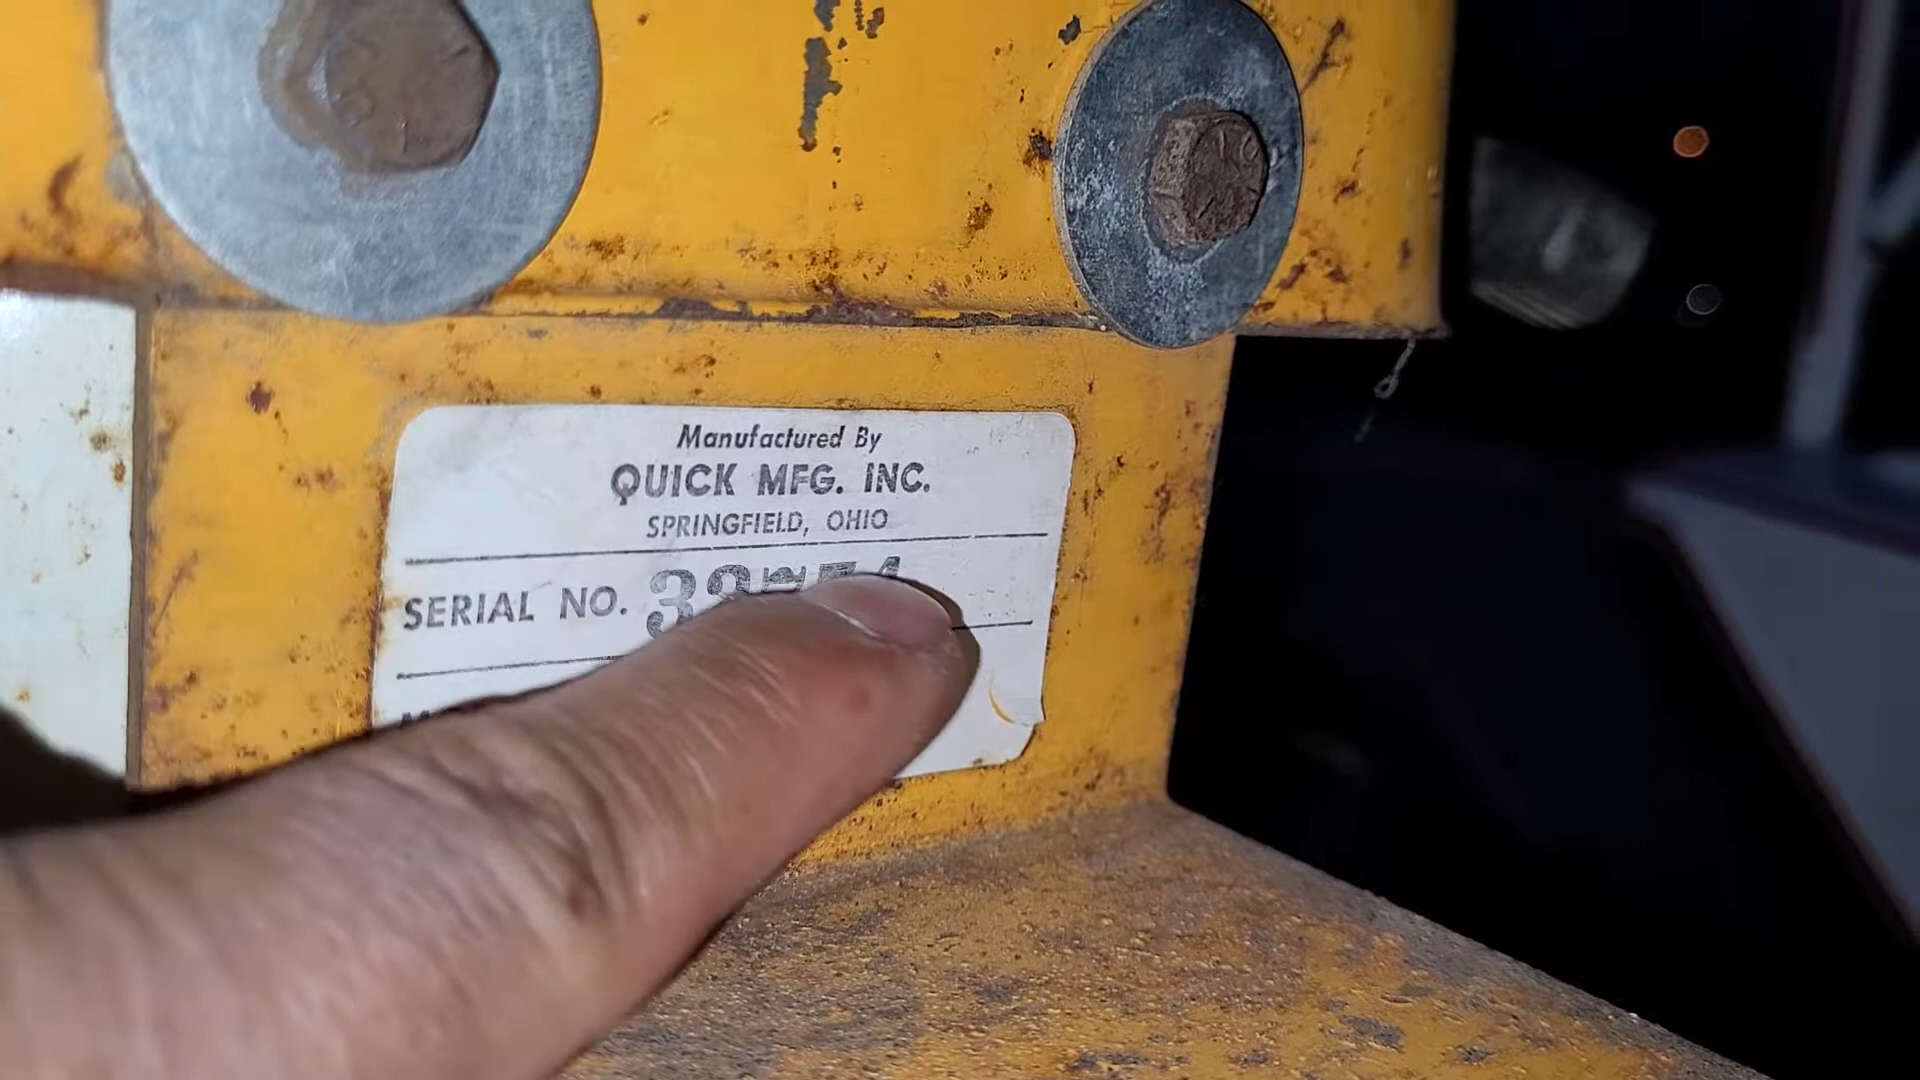 Manufactured By
QUICK MFG. INC.
SPRINGFIELD, OHIO
SERIAL NO.